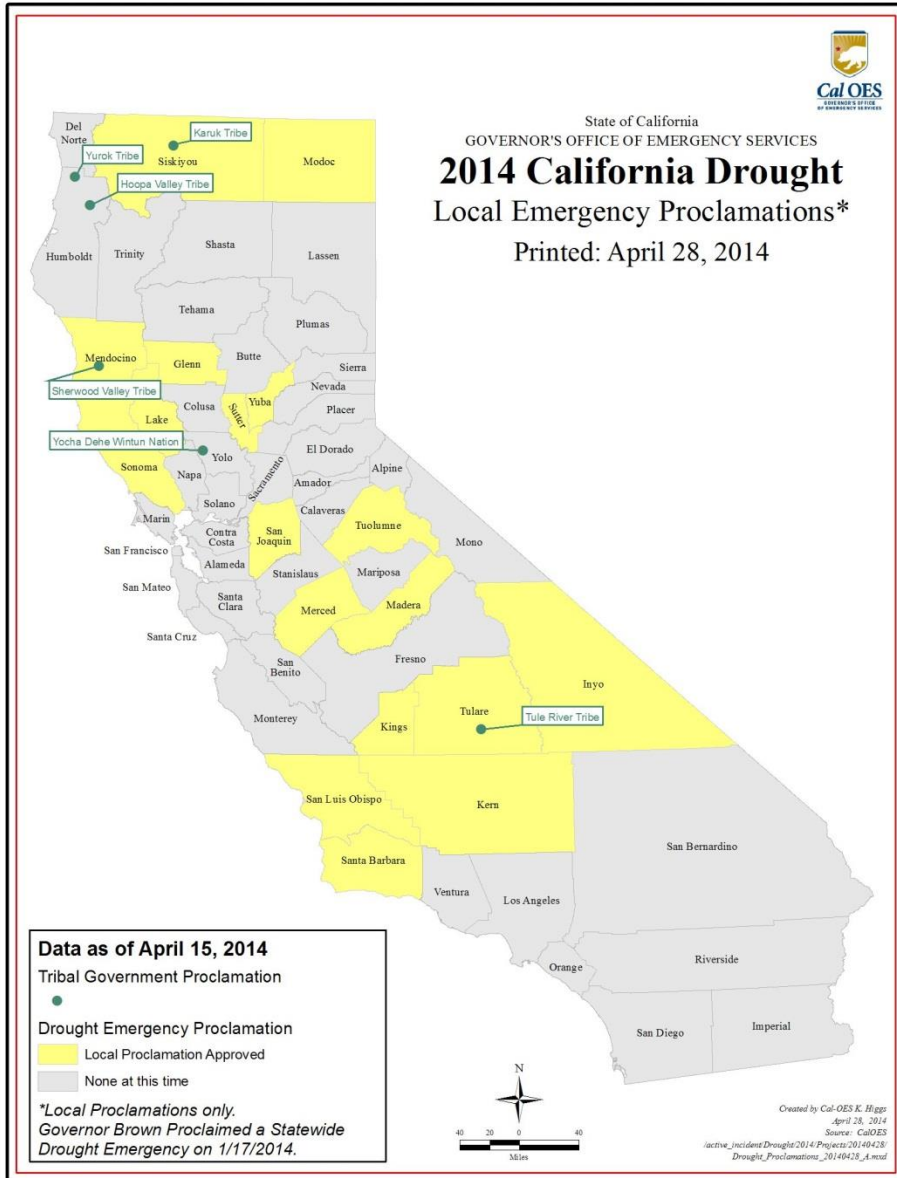 Cal OES
GOVERNOR'S OFFICE
OF EMERGENCY SERVICES
State of California
GOVERNOR'S OFFICE OF EMERGENCY SERVICES
2014 California Drought
Local Emergency Proclamations*
Printed: April 28, 2014
Del
Norte
Karuk Tribe
Yurok Tribe
Siskiyou
Modoc
Hoopa Valley Tribe
Humboldt
Trinity
Shasta
Lassen
Tehama
Plumas
Mendocino
Glenn
Butte
Sierra
Sherwood Valley Tribe
Nevada
Colusa
Sutter
Yuba
Placer
Lake
Yocha Dehe Wintun Nation
El Dorado
Yolo
Sonoma
Napa
Sacramento
Alpine
Amador
Solano
Calaveras
Marin
Tuolumne
Contra
Costa
San
Joaquin
Mono
San Francisco
Alameda
Stanislaus
Mariposa
San Mateo
Santa
Clara
Merced
Madera
Santa Cruz
Fresno
San
Benito
Inyo
Monterey
Kings
Tulare
Tule River Tribe
San Luis Obispo
Kern
Santa Barbara
San Bernardino
Ventura
Los Angeles
Orange
Riverside
San Diego
Imperial
Data as of April 15, 2014
Tribal Government Proclamation
Drought Emergency Proclamation
Local Proclamation Approved
None at this time
*Local Proclamations only.
Governor Brown Proclaimed a Statewide
Drought Emergency on 1/17/2014.
N
40 20 0 40
Miles
Created by Cal-OES K. Higgs
April 28, 2014
Source: CalOES
/active_incident/Drought/2014/Projects/20140428/
Drought_Proclamations_20140428_A.mxd